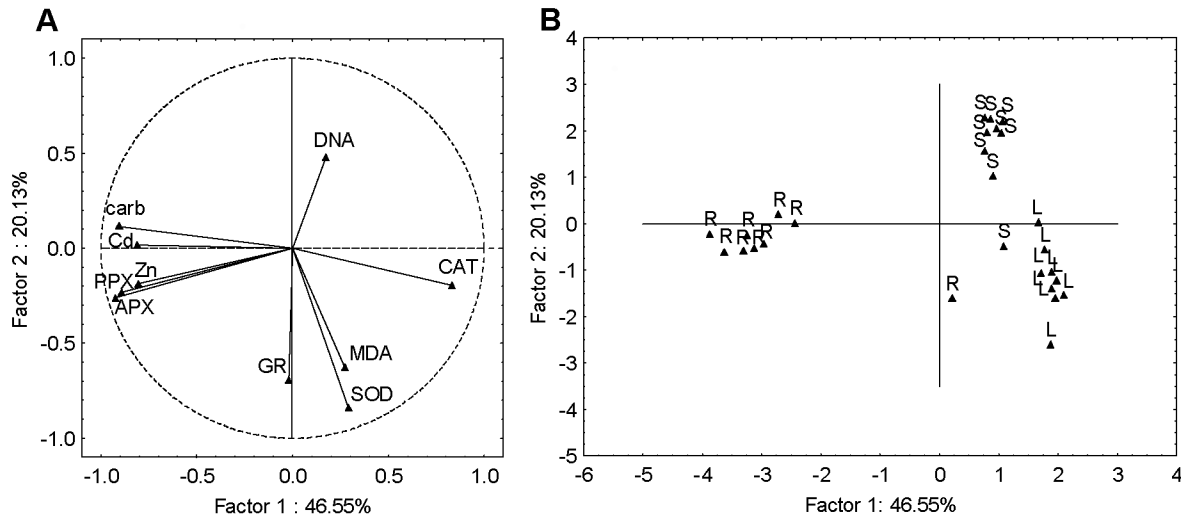 A
1.0
0.5
0.0
-0.5
-1.0
Factor 2 : 20.13%
DNA
carb
Cd
Zn
PPX
APX
CAT
GR
MDA
SOD
-1.0 -0.5 0.0 0.5 1.0
Factor 1 : 46.55%
B
4
3
2
1
0
-1
-2
-3
-4
-5
Factor 2: 20.13%
S S S
S S S
S
S
R R
R R L
R R R R S L
L L
L
R L L L
L
-6 -5 -4 -3 -2 -1 0 1 2 3 4
Factor 1: 46.55%